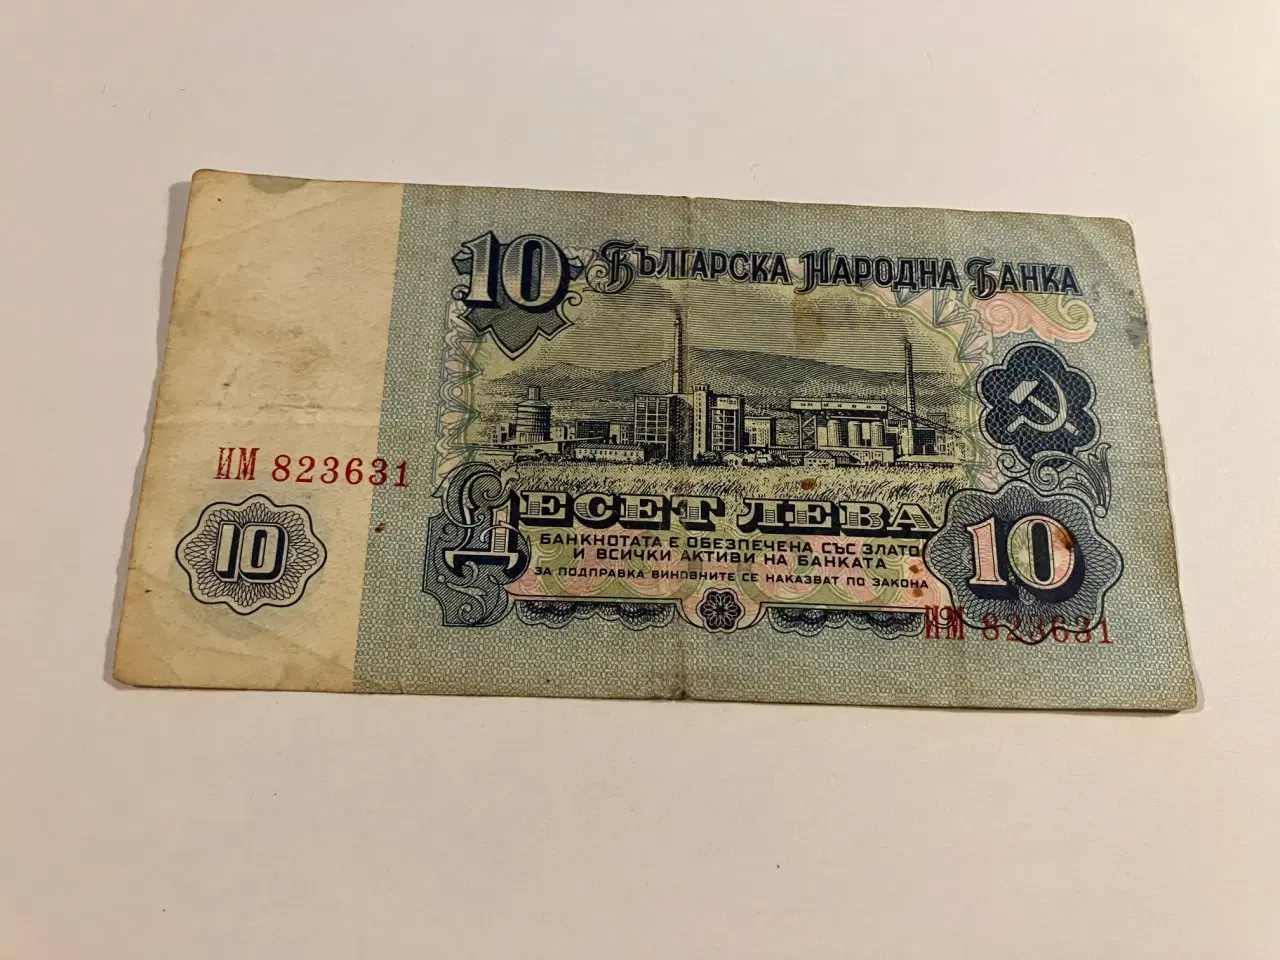 10 БЪЛГАРСКА НАРОДНА БАНКА
ИМ 823631
10
ДЕСЕТ ЛЕВА
БАНКНОТАТА Е ОБЕЗПЕЧЕНА СЪС ЗЛАТО
И ВСИЧКИ АКТИВИ НА БАНКАТА
ЗА ПОДПРАВКА ВИНОВНИТЕ СЕ НАКАЗВАТ ПО ЗАКОНА
10
ИМ 823631